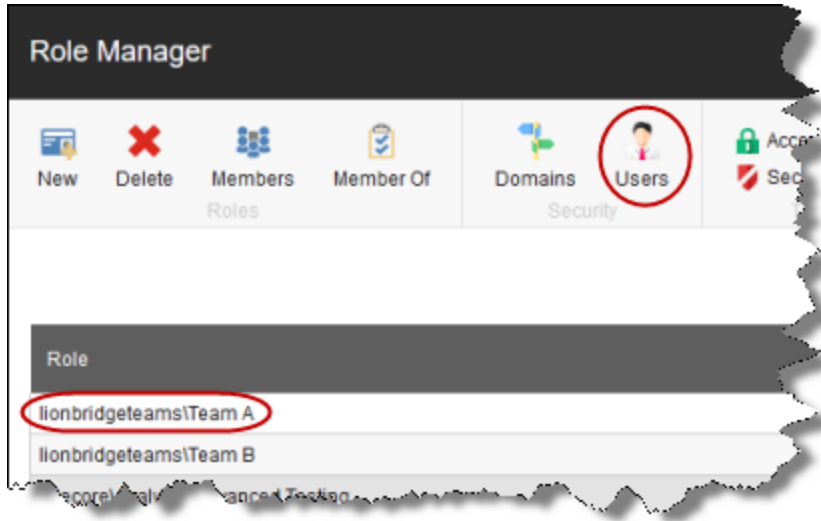 Role Manager
New Delete Members Member Of Domains Users
Roles Security
Role
lionbridgeteams\Team A
lionbridgeteams\Team B